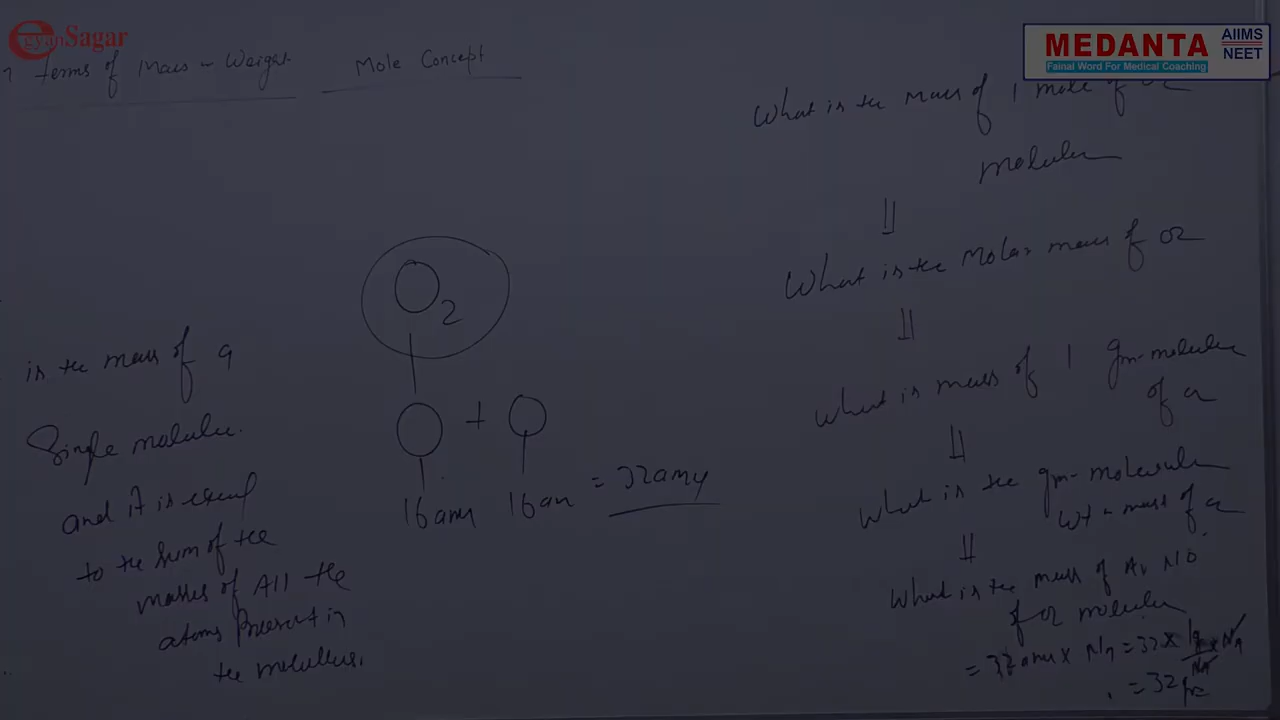 egyanSagar
MEDANTA AIIMS NEET
Fainal Word For Medical Coaching
terms of Mass ~ Weight. Mole Concept
What is the mass of 1 mole of O2
molecules
What is the Molar mass of O2
What is mass of 1 gm-molecule
of O2
What is the gm-molecular
wt ~ mass of O2
What is the mass of Av NO
of O2 molecules
= 32 amu x NA = 32 x 1g/NA x NA
= 32 gm
O2
O + O
16 amu 16 am = 32 amu
is the mass of a
Single molecule.
and it is equal
to the sum of the
masses of All the
atoms Present in
the molecules.